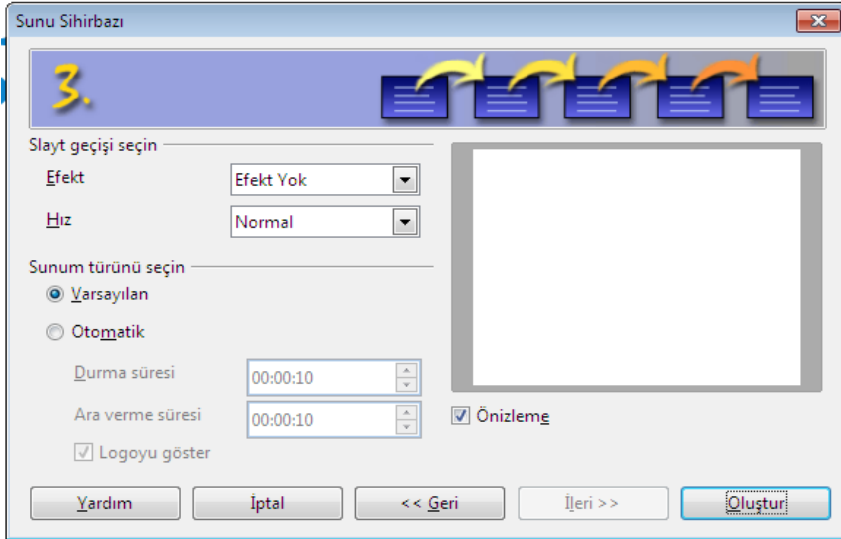 Sunu Sihirbazı
3.
Slayt geçişi seçin
Efekt Efekt Yok
Hız Normal
Sunum türünü seçin
Varsayılan
Otomatik
Durma süresi 00:00:10
Ara verme süresi 00:00:10
Önizleme
Logoyu göster
Yardım İptal << Geri İleri >> Oluştur